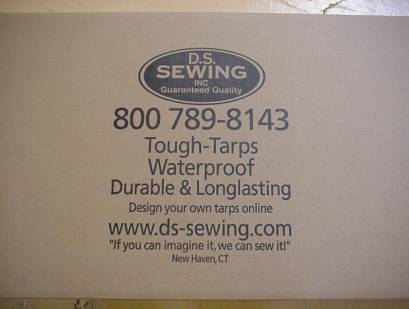 D.S.
SEWING
INC
Guaranteed Quality
800 789-8143
Tough-Tarps
Waterproof
Durable & Longlasting
Design your own tarps online
www.ds-sewing.com
"If you can imagine it, we can sew it!"
New Haven, CT